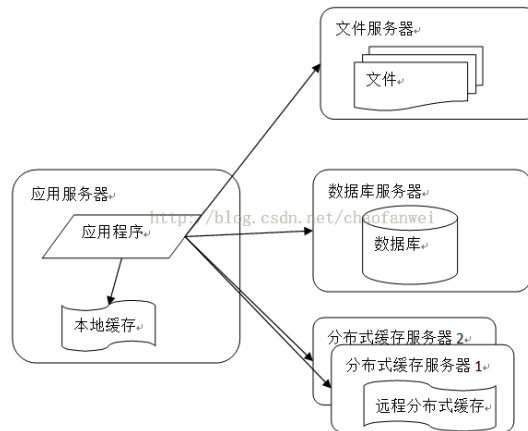 文件服务器
文件
应用服务器
数据库服务器
http://blog.csdn.net/chaofanwei
应用程序
数据库
本地缓存
分布式缓存服务器 2
分布式缓存服务器 1
远程分布式缓存